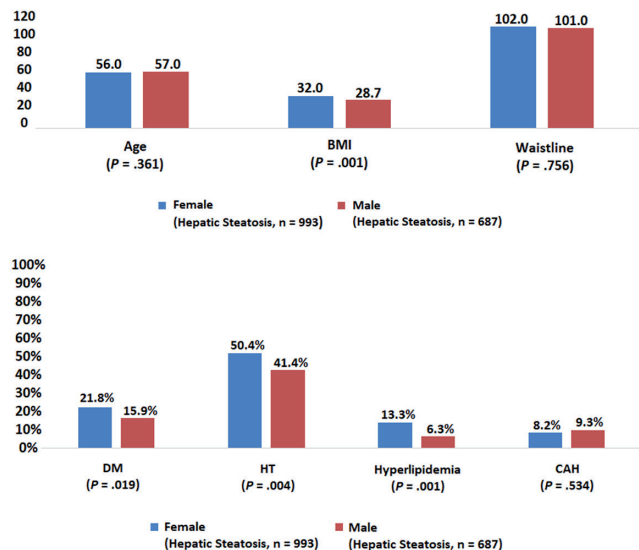 120
100
80
60
40
20
0
56.0 57.0
32.0 28.7
102.0 101.0
Age
(P = .361)
BMI
(P = .001)
Waistline
(P = .756)
Female
(Hepatic Steatosis, n = 993)
Male
(Hepatic Steatosis, n = 687)
100%
90%
80%
70%
60%
50%
40%
30%
20%
10%
0%
21.8% 15.9%
50.4% 41.4%
13.3% 6.3%
8.2% 9.3%
DM
(P = .019)
HT
(P = .004)
Hyperlipidemia
(P = .001)
CAH
(P = .534)
Female
(Hepatic Steatosis, n = 993)
Male
(Hepatic Steatosis, n = 687)